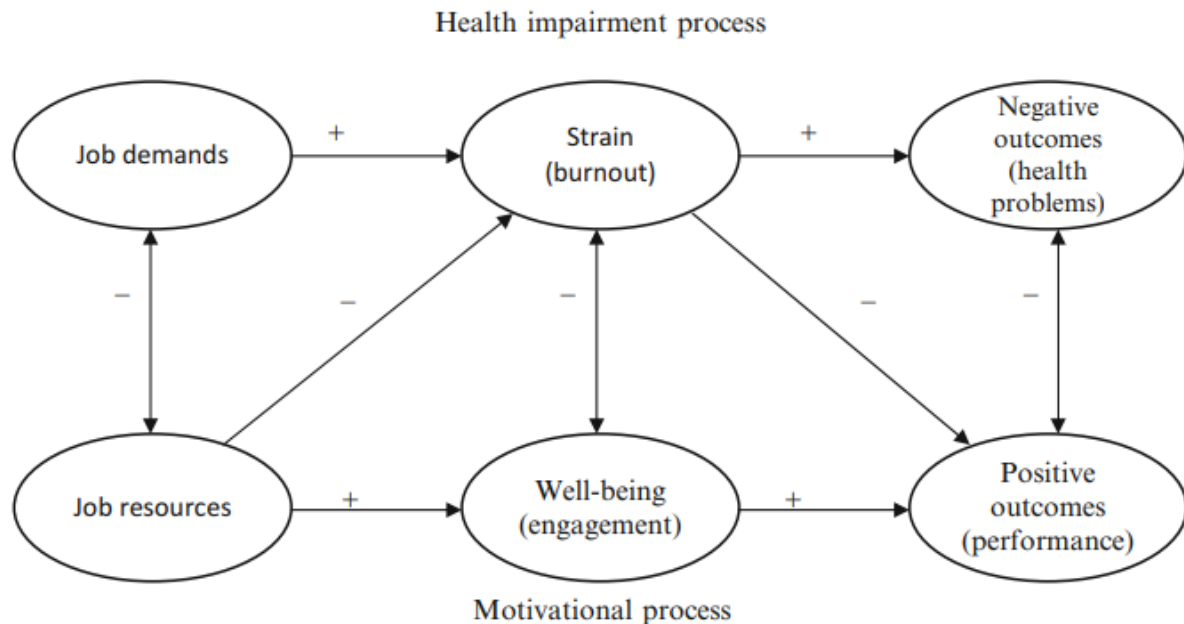 Health impairment process
Job demands
+
Strain
(burnout)
+
Negative
outcomes
(health
problems)
–
–
–
–
–
Job resources
+
Well-being
(engagement)
+
Positive
outcomes
(performance)
Motivational process